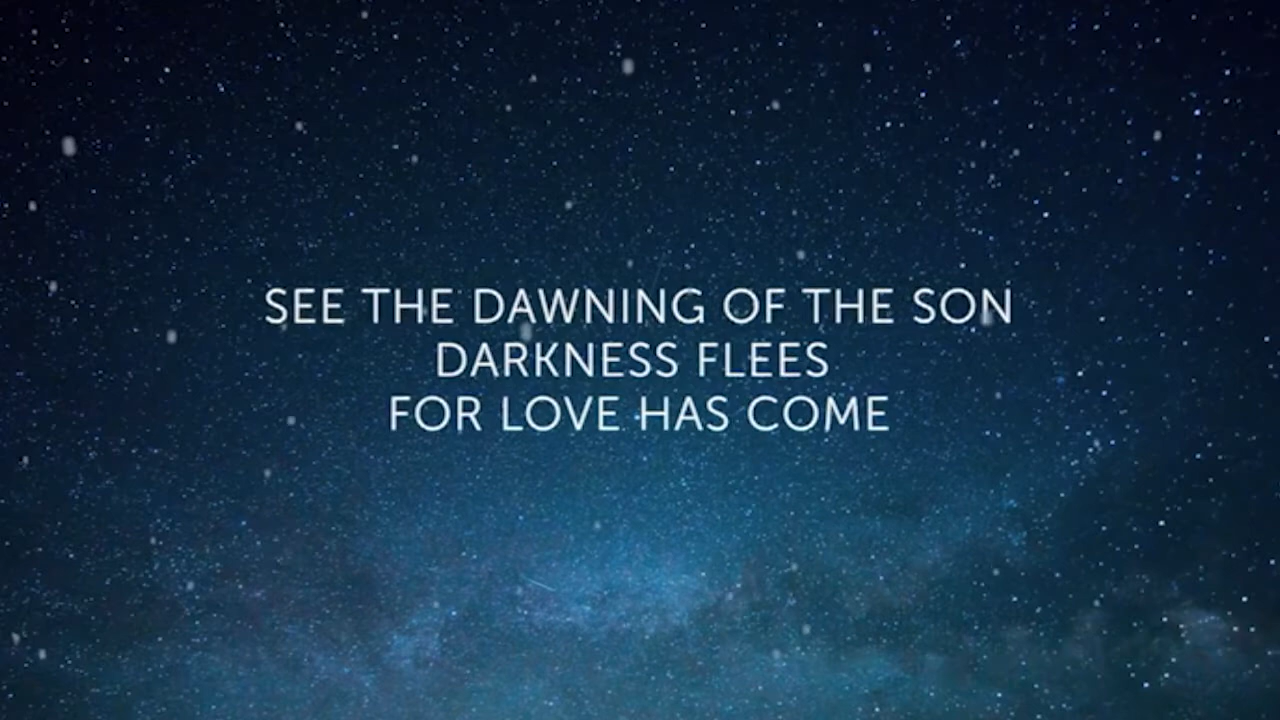 SEE THE DAWNING OF THE SON
DARKNESS FLEES
FOR LOVE HAS COME